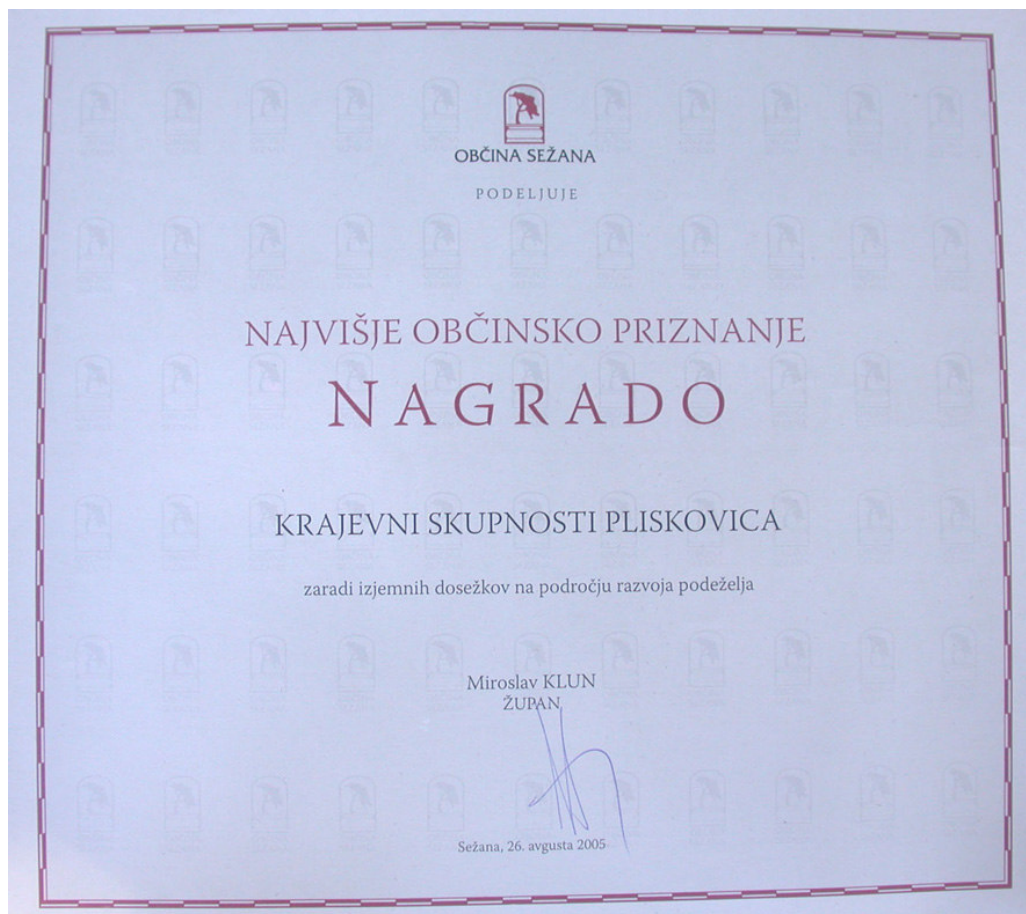 OBČINA SEŽANA
PODELJUJE
NAJVIŠJE OBČINSKO PRIZNANJE
NAGRADO
KRAJEVNI SKUPNOSTI PLISKOVICA
zaradi izjemnih dosežkov na področju razvoja podeželja
Miroslav KLUN
ŽUPAN
Sežana, 26. avgusta 2005